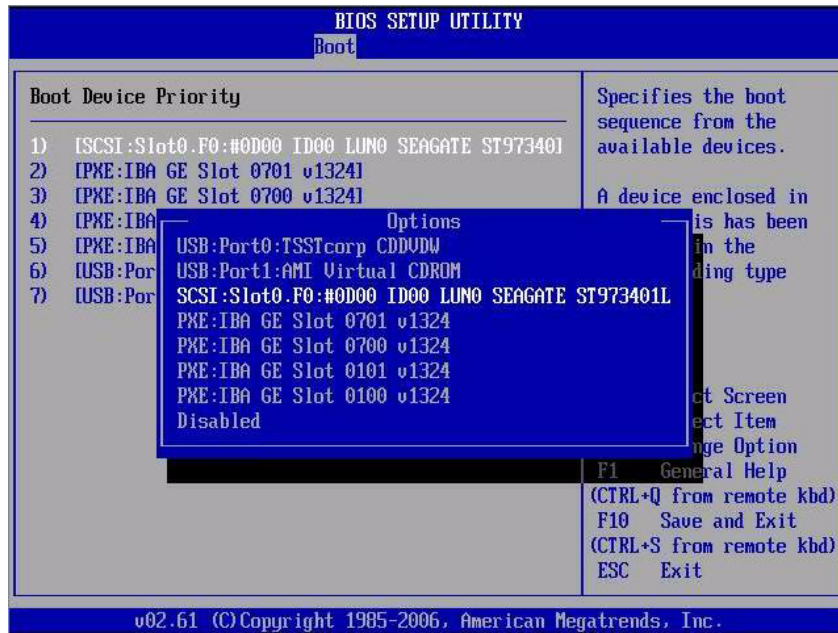 BIOS SETUP UTILITY
Boot
Boot Device Priority
1) [SCSI:Slot0.F0:#0D00 ID00 LUN0 SEAGATE ST97340]
2) [PXE:IBA GE Slot 0701 v1324]
3) [PXE:IBA GE Slot 0700 v1324]
4) [PXE:IBA
5) [PXE:IBA
6) [USB:Por
7) [USB:Por
Options
USB:Port0:TSSTcorp CDDVDW
USB:Port1:AMI Virtual CDROM
SCSI:Slot0.F0:#0D00 ID00 LUN0 SEAGATE ST973401L
PXE:IBA GE Slot 0701 v1324
PXE:IBA GE Slot 0700 v1324
PXE:IBA GE Slot 0101 v1324
PXE:IBA GE Slot 0100 v1324
Disabled
Specifies the boot
sequence from the
available devices.
A device enclosed in
is has been
in the
ding type
ct Screen
ect Item
nge Option
F1 General Help
(CTRL+Q from remote kbd)
F10 Save and Exit
(CTRL+S from remote kbd)
ESC Exit
v02.61 (C)Copyright 1985-2006, American Megatrends, Inc.